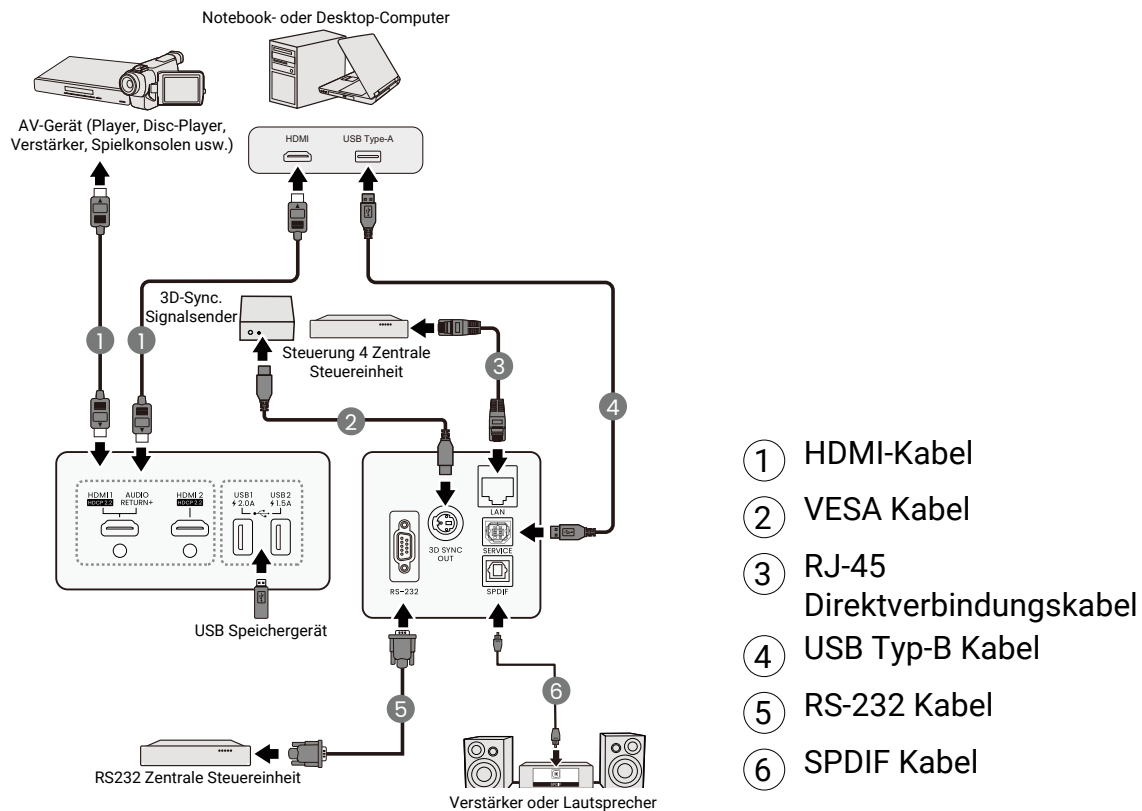 Notebook- oder Desktop-Computer
AV-Gerät (Player, Disc-Player,
Verstärker, Spielkonsolen usw.)
HDMI
USB Type-A
3D-Sync.
Signalsender
Steuerung 4 Zentrale
Steuereinheit
1
1
2
3
4
HDMI 1
HDCP2.2
AUDIO
RETURN+
HDMI 2
HDCP2.2
USB1
2.0A
USB2
1.5A
USB Speichergerät
RS-232
3D SYNC
OUT
LAN
SERVICE
SPDIF
5
6
RS232 Zentrale Steuereinheit
Verstärker oder Lautsprecher
1 HDMI-Kabel
2 VESA Kabel
3 RJ-45
Direktverbindungskabel
4 USB Typ-B Kabel
5 RS-232 Kabel
6 SPDIF Kabel